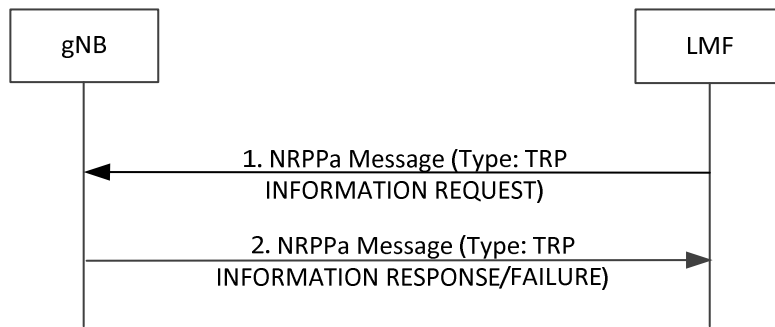 gNB
LMF
1. NRPPa Message (Type: TRP
INFORMATION REQUEST)
2. NRPPa Message (Type: TRP
INFORMATION RESPONSE/FAILURE)